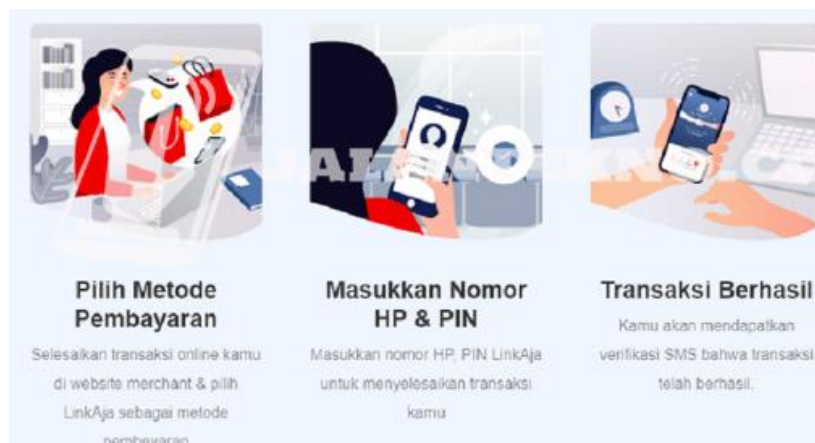 Pilih Metode
Pembayaran
Selesaikan transaksi online kamu
di website merchant & pilih
LinkAja sebagai metode
pembayaran
Masukkan Nomor
HP & PIN
Masukkan nomor HP, PIN LinkAja
untuk menyelesaikan transaksi
kamu
Transaksi Berhasil
Kamu akan mendapatkan
verifikasi SMS bahwa transaksi
telah berhasil.